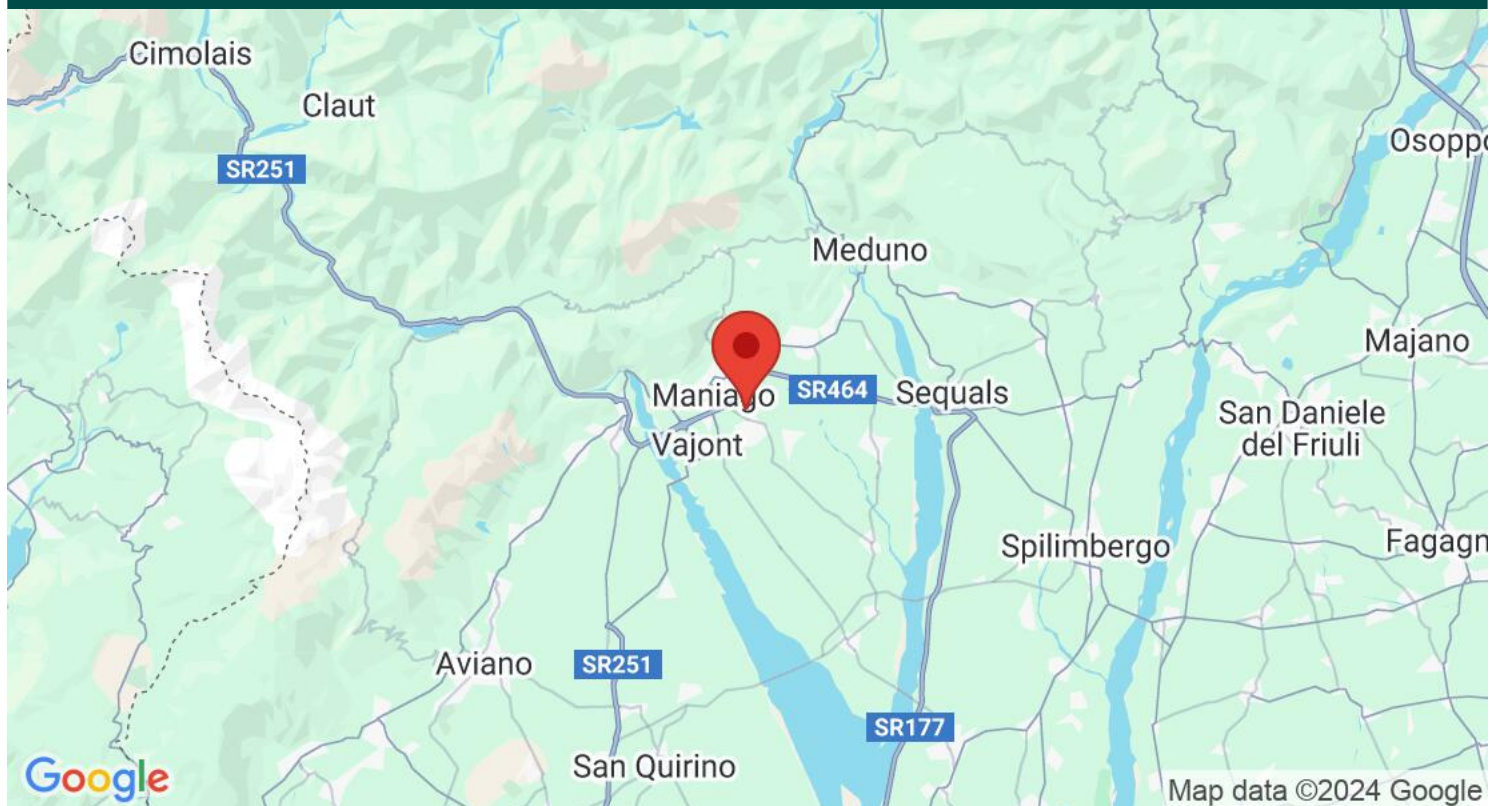 Cimolais
Claut
SR251
Osoppo
Meduno
Majano
Maniago
SR464
Sequals
San Daniele
del Friuli
Vajont
Spilimbergo
Fagagn
Aviano
SR251
SR177
San Quirino
Google
Map data ©2024 Google